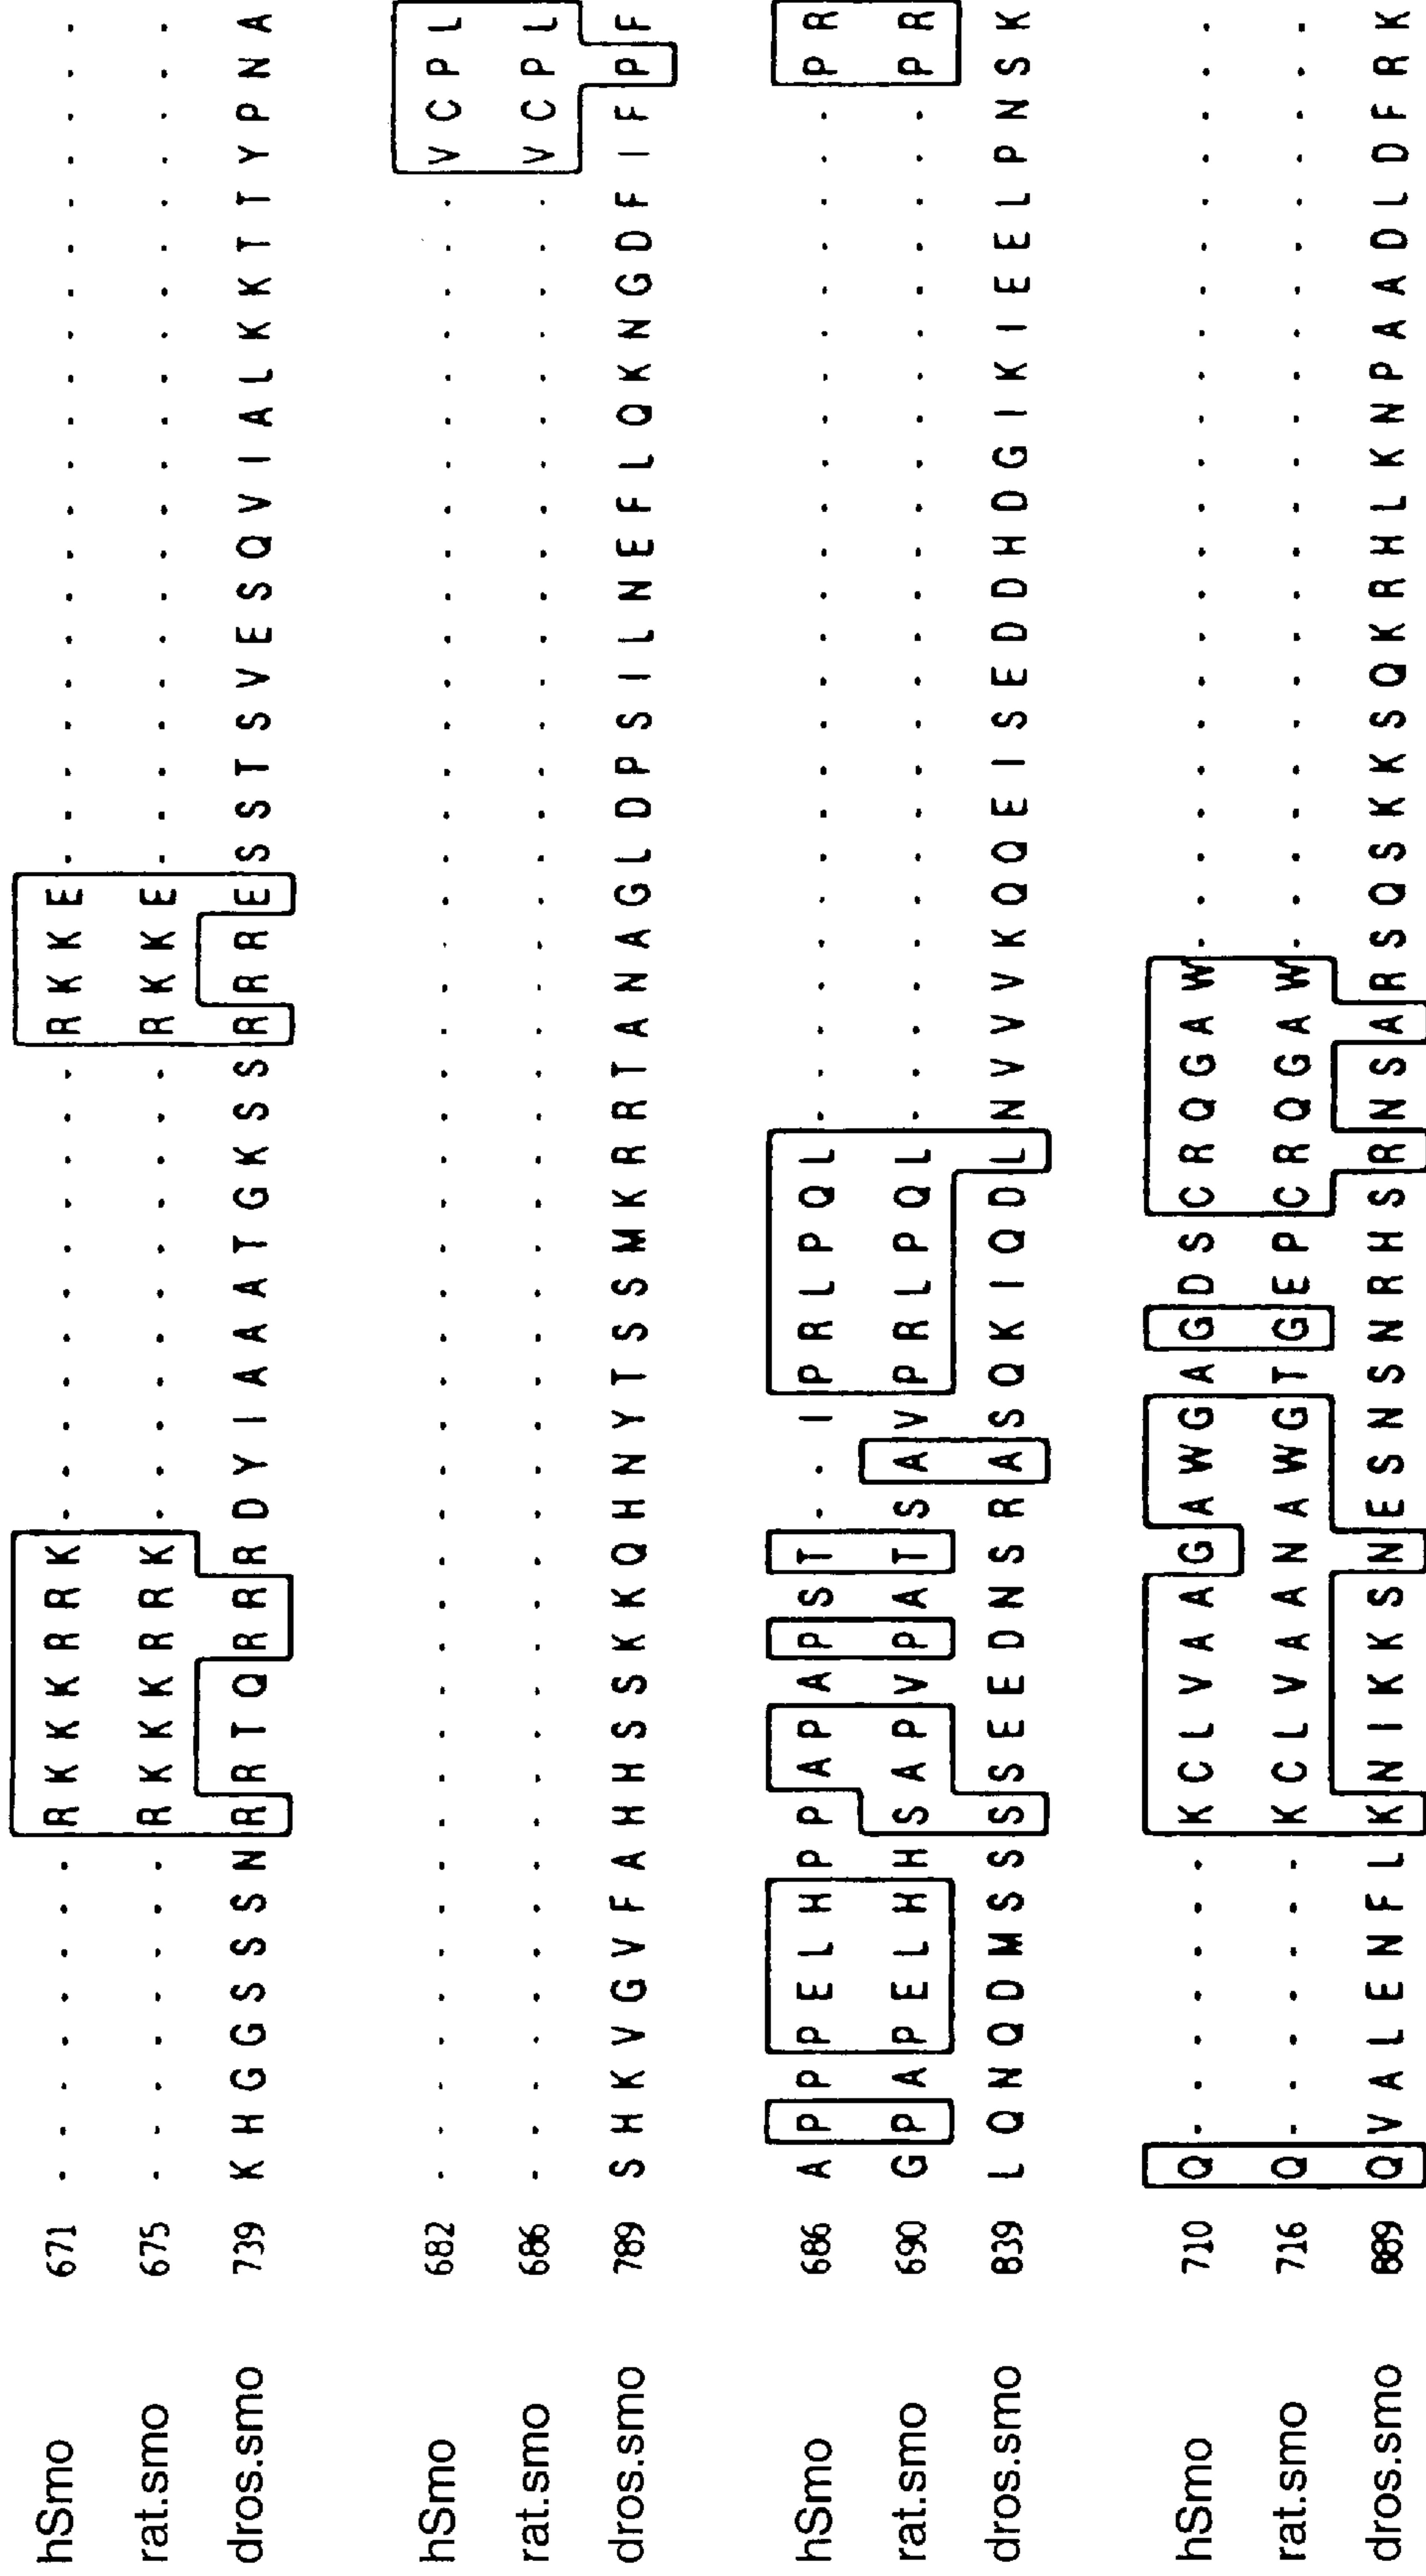 hSmo 671 . . . . . . . . R K K K R R K . . . . . . . . . . . R K K E . . . . . . . . . . . . . . . . . . . .
rat.smo 675 . . . . . . . . R K K K R R K . . . . . . . . . . . R K K E . . . . . . . . . . . . . . . . . . . .
dros.smo 739 K H G G S S S N R R T Q R R R D Y I A A A T G K S S R R R E S S T S V E S Q V I A L K K T T Y P N A
hSmo 682 . . . . . . . . . . . . . . . . . . . . . . . . . . . . . . . . . . . . . . . . . . . . . . V C P L
rat.smo 686 . . . . . . . . . . . . . . . . . . . . . . . . . . . . . . . . . . . . . . . . . . . . . . V C P L
dros.smo 789 S H K V G V F A H H S S K K Q H N Y T S S M K R R T A N A G L D P S I L N E F L Q K N G D F I F P F
hSmo 686 A P P P E L H P P A P A P S T . . I P R L P Q L . . . . . . . . . . . . . . . . . . . . . . . . P R
rat.smo 690 G P A P E L H H S A P V P A T S A V P R L P Q L . . . . . . . . . . . . . . . . . . . . . . . . P R
dros.smo 839 L Q N Q D M S S S S E E D N S R A S Q K I Q D L N V V V K Q Q E I S E D D H D G I K I E E L P N S K
hSmo 710 Q . . . . . . . K C L V A A G A W G A G D S C R Q G A W . . . . . . . . . . . . . . . . . . . . . .
rat.smo 716 Q . . . . . . . K C L V A A N A W G T G E P C R Q G A W . . . . . . . . . . . . . . . . . . . . . .
dros.smo 889 Q V A L E N F L K N I K K S N E S N S N R H S R N S A R S Q S K K S Q K R H L K N P A A D L D F R K